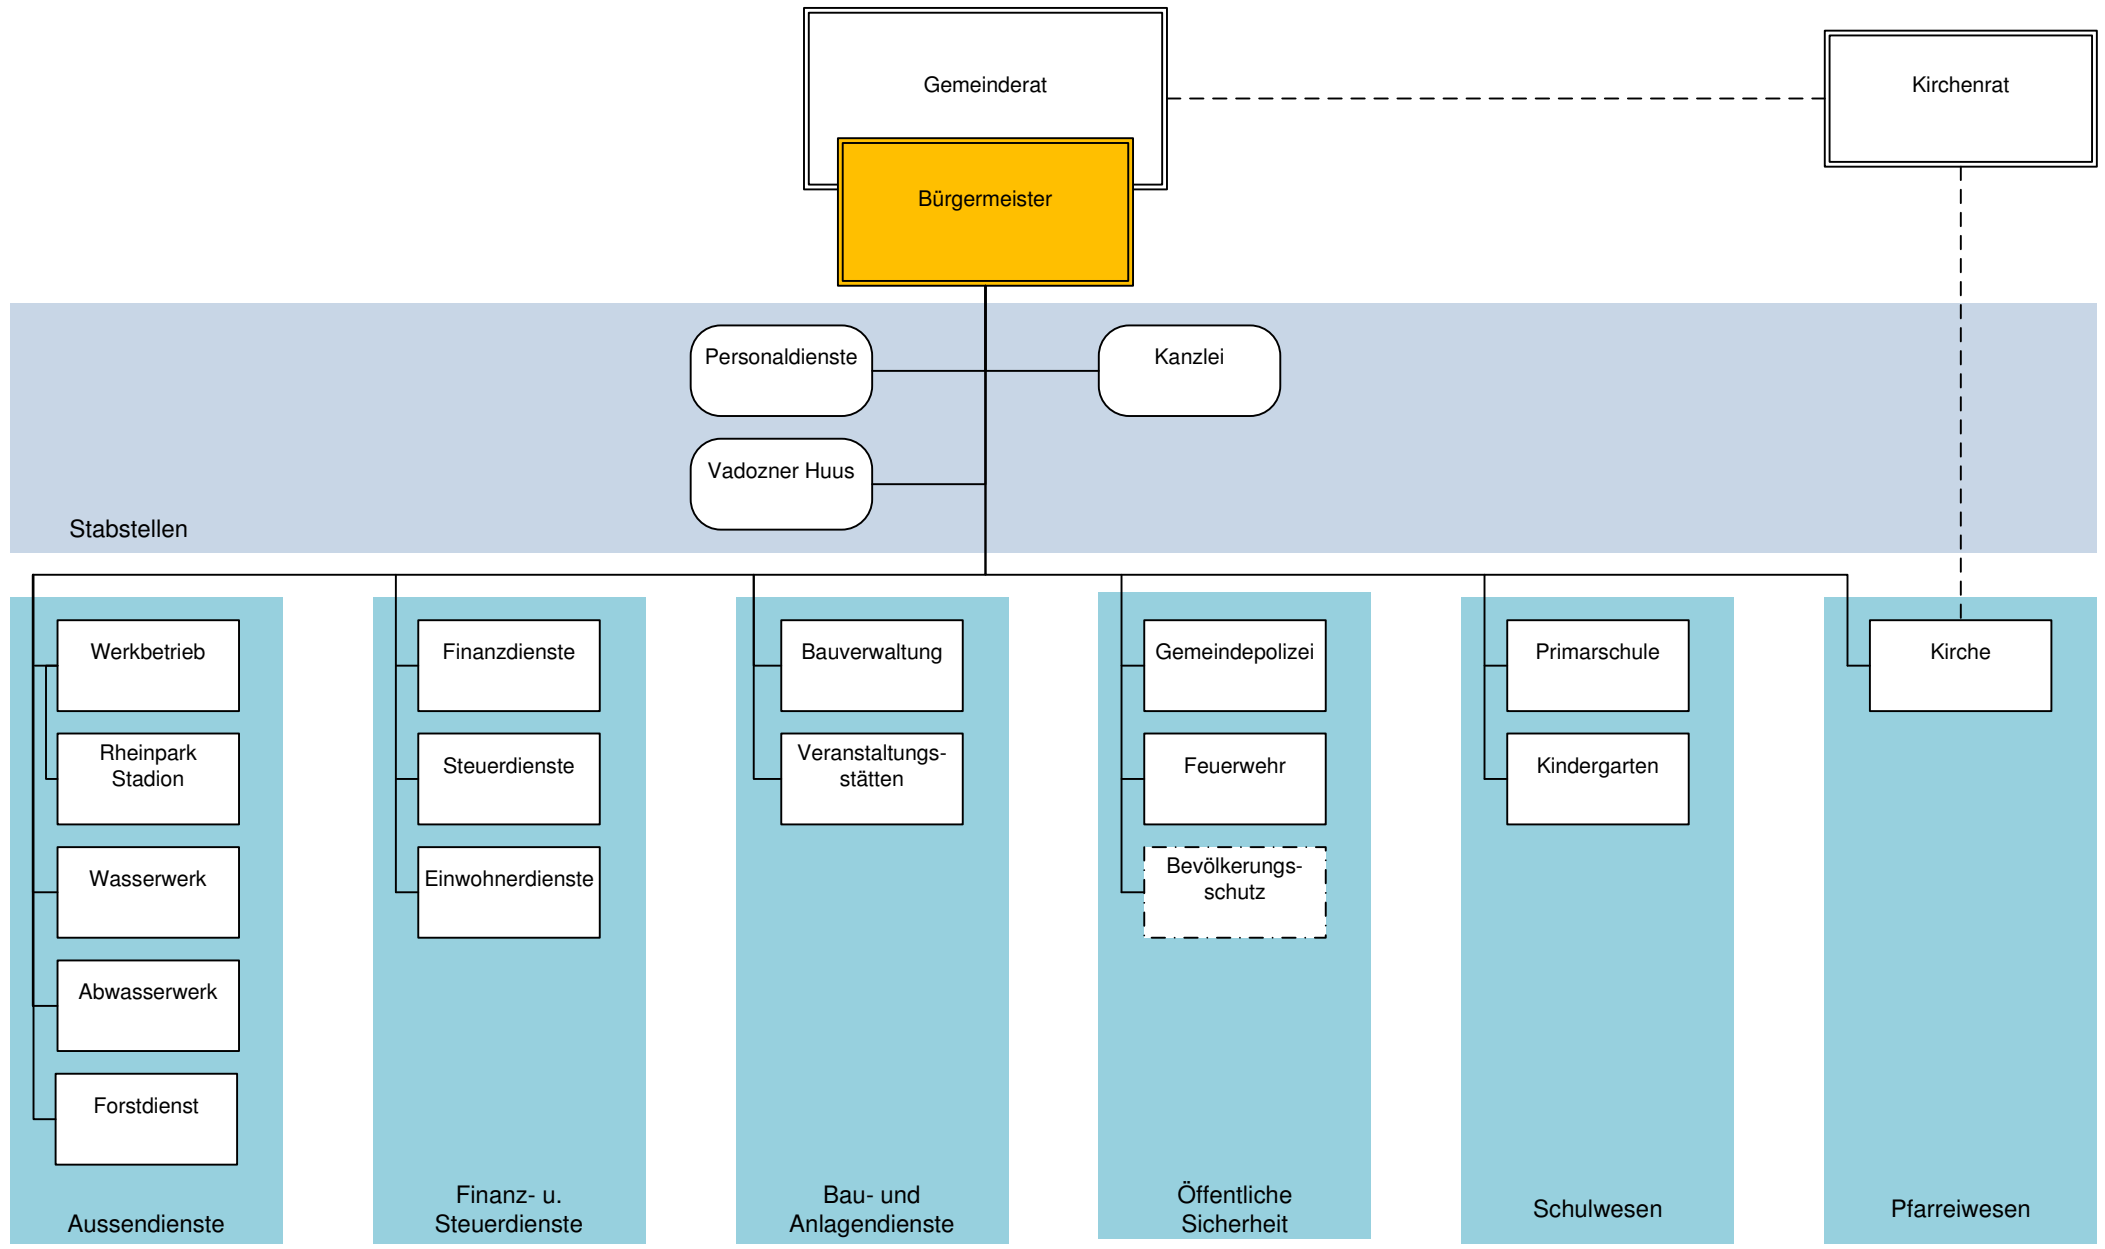 Gemeinderat
Kirchenrat
Bürgermeister
Personaldienste
Kanzlei
Vadozner Huus
Stabstellen
Werkbetrieb
Rheinpark
Stadion
Wasserwerk
Abwasserwerk
Forstdienst
Aussendienste
Finanzdienste
Steuerdienste
Einwohnerdienste
Finanz- u.
Steuerdienste
Bauverwaltung
Veranstaltungs-
stätten
Bau- und
Anlagendienste
Gemeindepolizei
Feuerwehr
Bevölkerungs-
schutz
Öffentliche
Sicherheit
Primarschule
Kindergarten
Schulwesen
Kirche
Pfarreiwesen